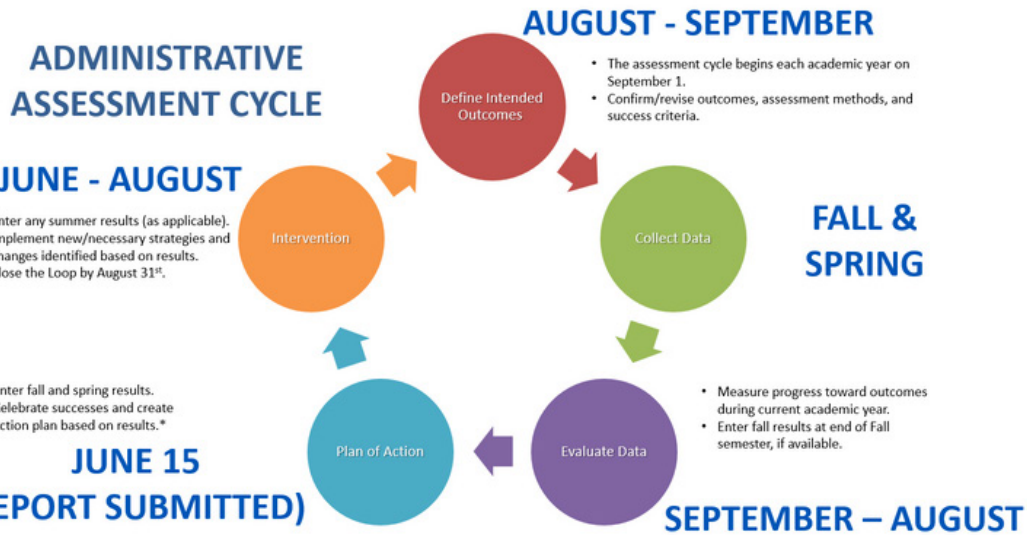 ADMINISTRATIVE
ASSESSMENT CYCLE
AUGUST - SEPTEMBER
• The assessment cycle begins each academic year on
September 1.
• Confirm/revise outcomes, assessment methods, and
success criteria.
Define Intended
Outcomes
JUNE - AUGUST
nter any summer results (as applicable).
mplement new/necessary strategies and
hanges identified based on results.
lose the Loop by August 31st.
Intervention
Collect Data
FALL &
SPRING
nter fall and spring results.
elebrate successes and create
ction plan based on results.*
JUNE 15
EPORT SUBMITTED)
Plan of Action
Evaluate Data
• Measure progress toward outcomes
during current academic year.
• Enter fall results at end of Fall
semester, if available.
SEPTEMBER – AUGUST